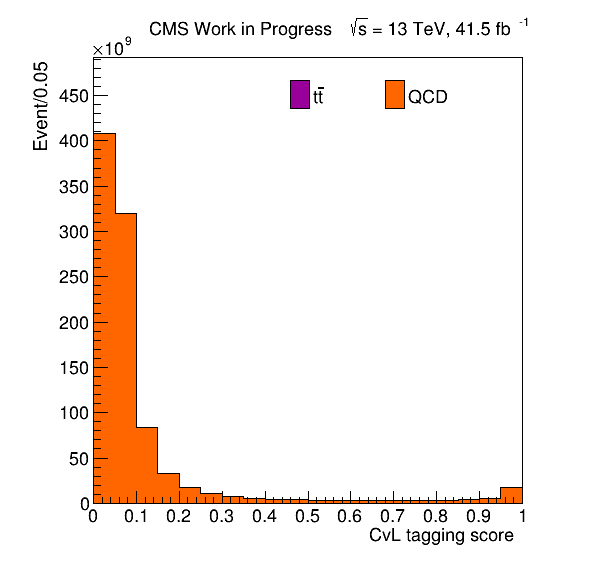 CMS Work in Progress √s = 13 TeV, 41.5 fb⁻¹
×10⁹
Event/0.05
tt̄
QCD
450
400
350
300
250
200
150
100
50
0
0 0.1 0.2 0.3 0.4 0.5 0.6 0.7 0.8 0.9 1
CvL tagging score